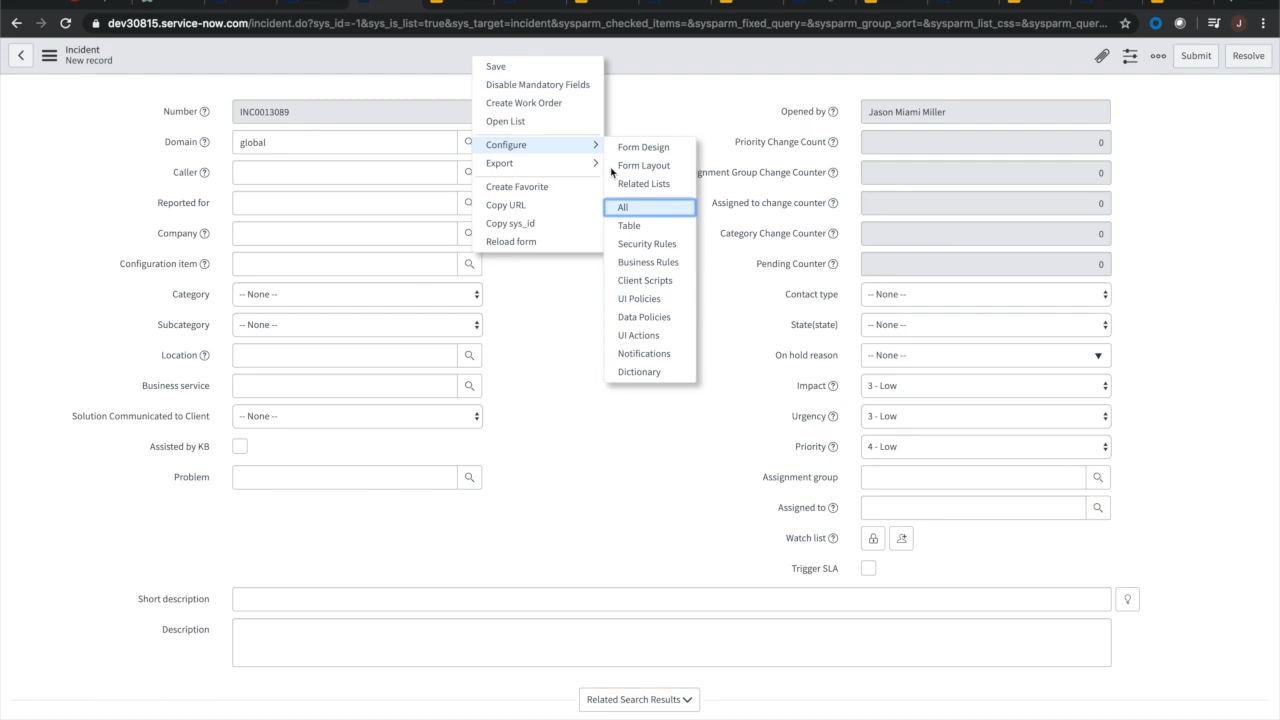 dev30815.service-now.com/incident.do?sys_id=-1&sys_is_list=true&sys_target=incident&sysparm_checked_items=&sysparm_fixed_query=&sysparm_group_sort=&sysparm_list_css=&sysparm_quer...
J
Incident
New record
Submit
Resolve
Save
Disable Mandatory Fields
Create Work Order
Open List
Configure
Export
Create Favorite
Copy URL
Copy sys_id
Reload form
Form Design
Form Layout
Related Lists
All
Table
Security Rules
Business Rules
Client Scripts
UI Policies
Data Policies
UI Actions
Notifications
Dictionary
Number
INC0013089
Domain
global
Caller
Reported for
Company
Configuration item
Category
-- None --
Subcategory
-- None --
Location
Business service
Solution Communicated to Client
-- None --
Assisted by KB
Problem
Opened by
Jason Miami Miller
Priority Change Count
0
Group Change Counter
0
Assigned to change counter
0
Category Change Counter
0
Pending Counter
0
Contact type
-- None --
State(state)
-- None --
On hold reason
-- None --
Impact
3 - Low
Urgency
3 - Low
Priority
4 - Low
Assignment group
Assigned to
Watch list
Trigger SLA
Short description
Description
Related Search Results